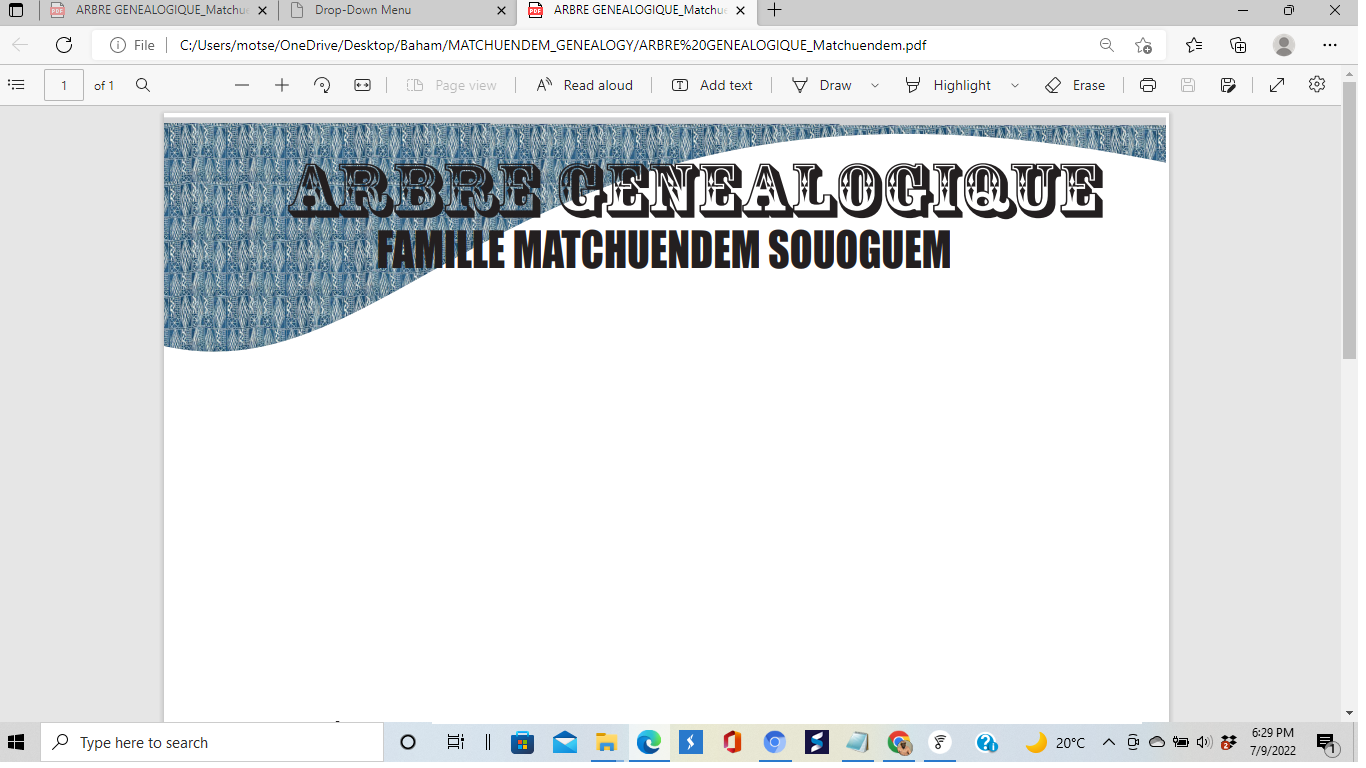 ARBRE GENEALOGIQUE_Matchue
Drop-Down Menu
ARBRE GENEALOGIQUE_Matchue
File
C:/Users/motse/OneDrive/Desktop/Baham/MATCHUENDEM_GENEALOGY/ARBRE%20GENEALOGIQUE_Matchuendem.pdf
1 of 1
Page view
Read aloud
Add text
Draw
Highlight
Erase
ARBRE GENEALOGIQUE
FAMILLE MATCHUENDEM SOUOGUEM
Type here to search
20°C
6:29 PM
7/9/2022
1